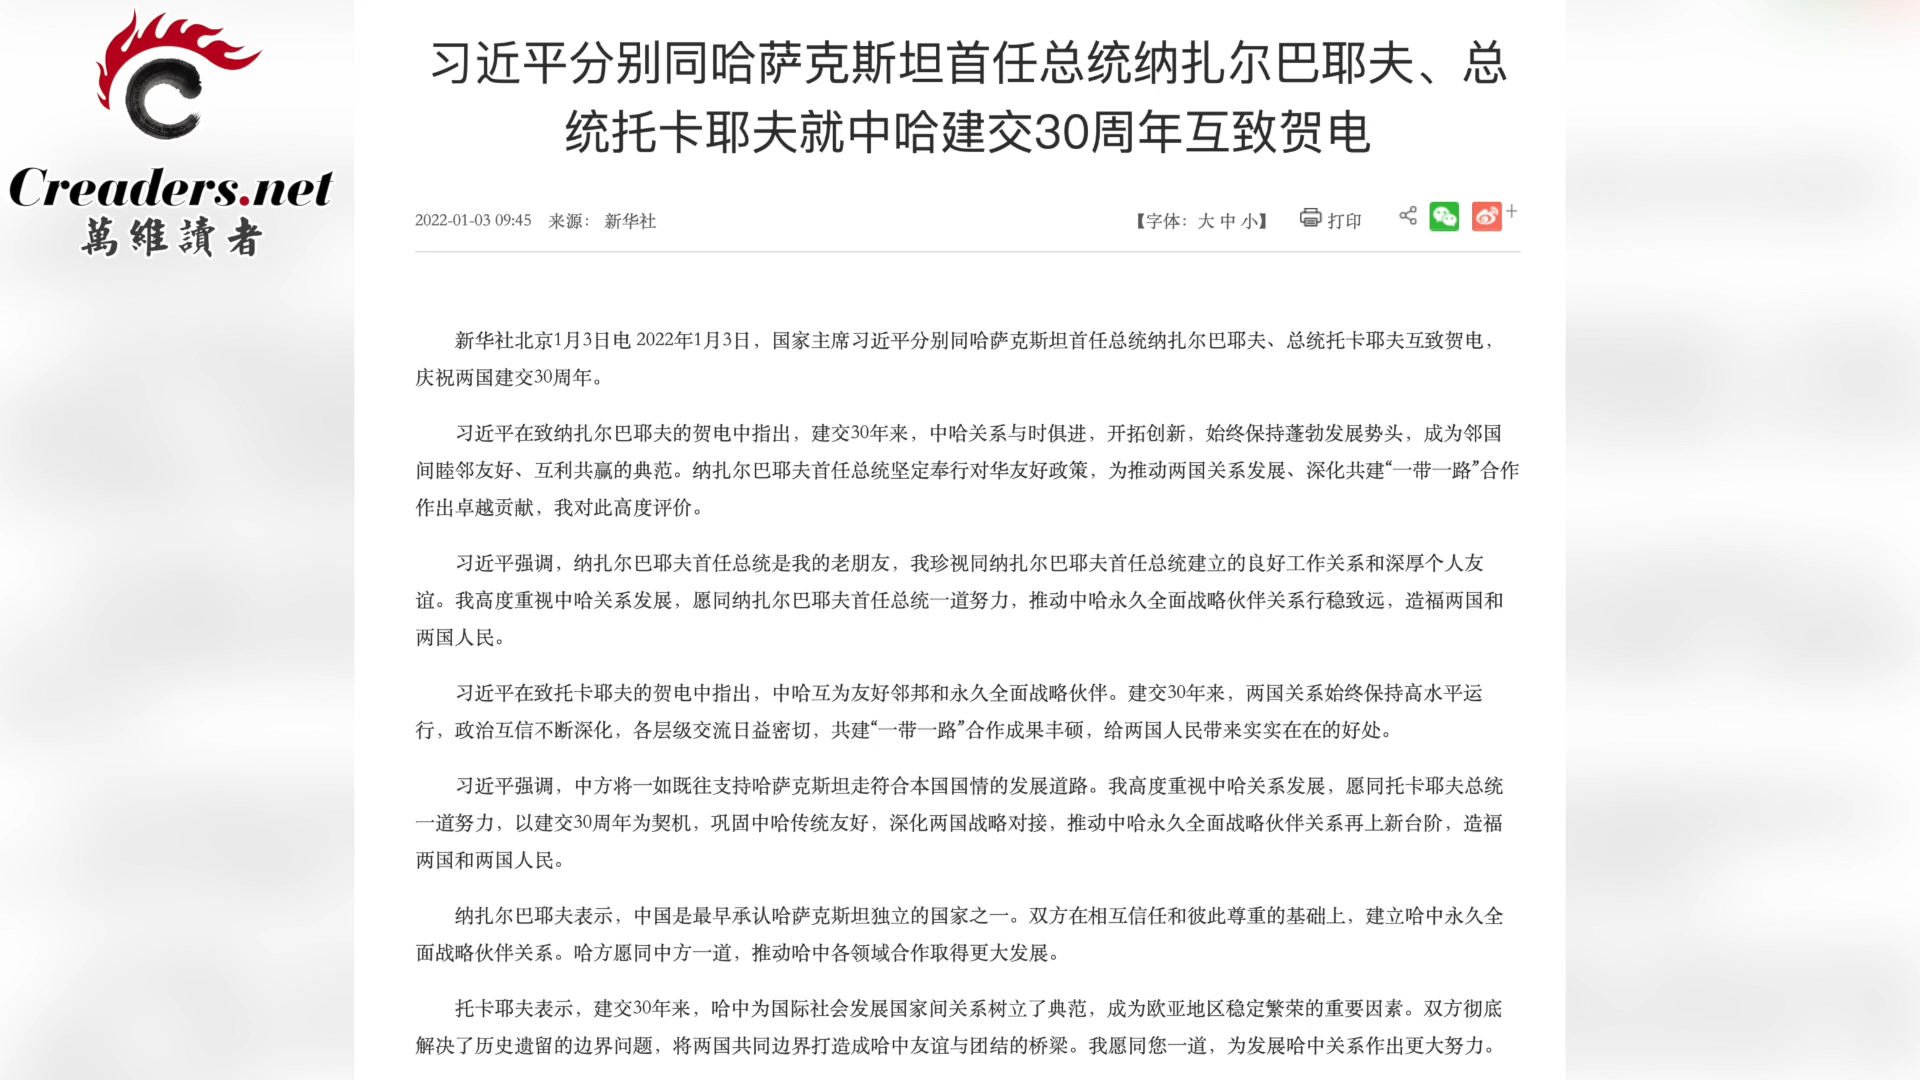 Creaders.net
萬維讀者
习近平分别同哈萨克斯坦首任总统纳扎尔巴耶夫、总
统托卡耶夫就中哈建交30周年互致贺电
2022-01-03 09:45 来源： 新华社
【字体：大 中 小】 打印
新华社北京1月3日电 2022年1月3日，国家主席习近平分别同哈萨克斯坦首任总统纳扎尔巴耶夫、总统托卡耶夫互致贺电，
庆祝两国建交30周年。
习近平在致纳扎尔巴耶夫的贺电中指出，建交30年来，中哈关系与时俱进，开拓创新，始终保持蓬勃发展势头，成为邻国
间睦邻友好、互利共赢的典范。纳扎尔巴耶夫首任总统坚定奉行对华友好政策，为推动两国关系发展、深化共建“一带一路”合作
作出卓越贡献，我对此高度评价。
习近平强调，纳扎尔巴耶夫首任总统是我的老朋友，我珍视同纳扎尔巴耶夫首任总统建立的良好工作关系和深厚个人友
谊。我高度重视中哈关系发展，愿同纳扎尔巴耶夫首任总统一道努力，推动中哈永久全面战略伙伴关系行稳致远，造福两国和
两国人民。
习近平在致托卡耶夫的贺电中指出，中哈互为友好邻邦和永久全面战略伙伴。建交30年来，两国关系始终保持高水平运
行，政治互信不断深化，各层级交流日益密切，共建“一带一路”合作成果丰硕，给两国人民带来实实在在的好处。
习近平强调，中方将一如既往支持哈萨克斯坦走符合本国国情的发展道路。我高度重视中哈关系发展，愿同托卡耶夫总统
一道努力，以建交30周年为契机，巩固中哈传统友好，深化两国战略对接，推动中哈永久全面战略伙伴关系再上新台阶，造福
两国和两国人民。
纳扎尔巴耶夫表示，中国是最早承认哈萨克斯坦独立的国家之一。双方在相互信任和彼此尊重的基础上，建立哈中永久全
面战略伙伴关系。哈方愿同中方一道，推动哈中各领域合作取得更大发展。
托卡耶夫表示，建交30年来，哈中为国际社会发展国家间关系树立了典范，成为欧亚地区稳定繁荣的重要因素。双方彻底
解决了历史遗留的边界问题，将两国共同边界打造成哈中友谊与团结的桥梁。我愿同您一道，为发展哈中关系作出更大努力。